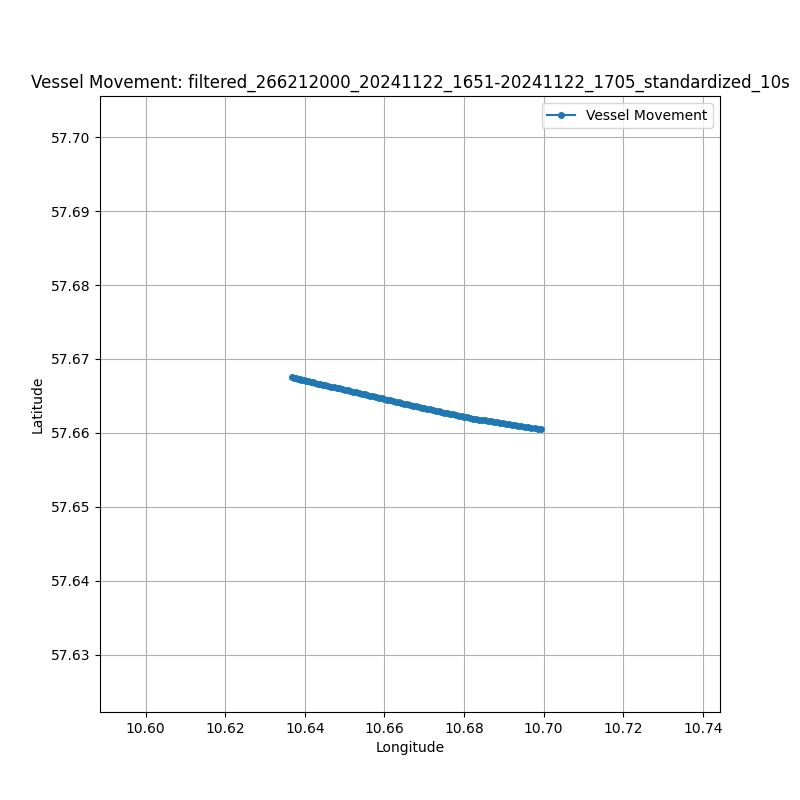 Vessel Movement: filtered_266212000_20241122_1651-20241122_1705_standardized_10s
Vessel Movement
57.70
57.69
57.68
57.67
57.66
57.65
57.64
57.63
Latitude
10.60 10.62 10.64 10.66 10.68 10.70 10.72 10.74
Longitude